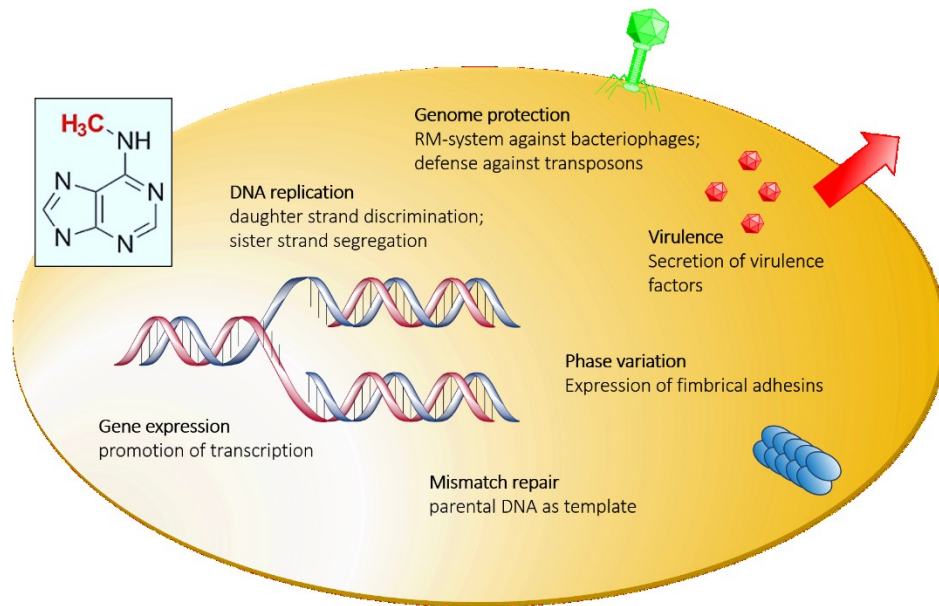 Genome protection
RM-system against bacteriophages;
defense against transposons
H₃C
NH
N
N
N
N
DNA replication
daughter strand discrimination;
sister strand segregation
Virulence
Secretion of virulence
factors
Phase variation
Expression of fimbrical adhesins
Gene expression
promotion of transcription
Mismatch repair
parental DNA as template